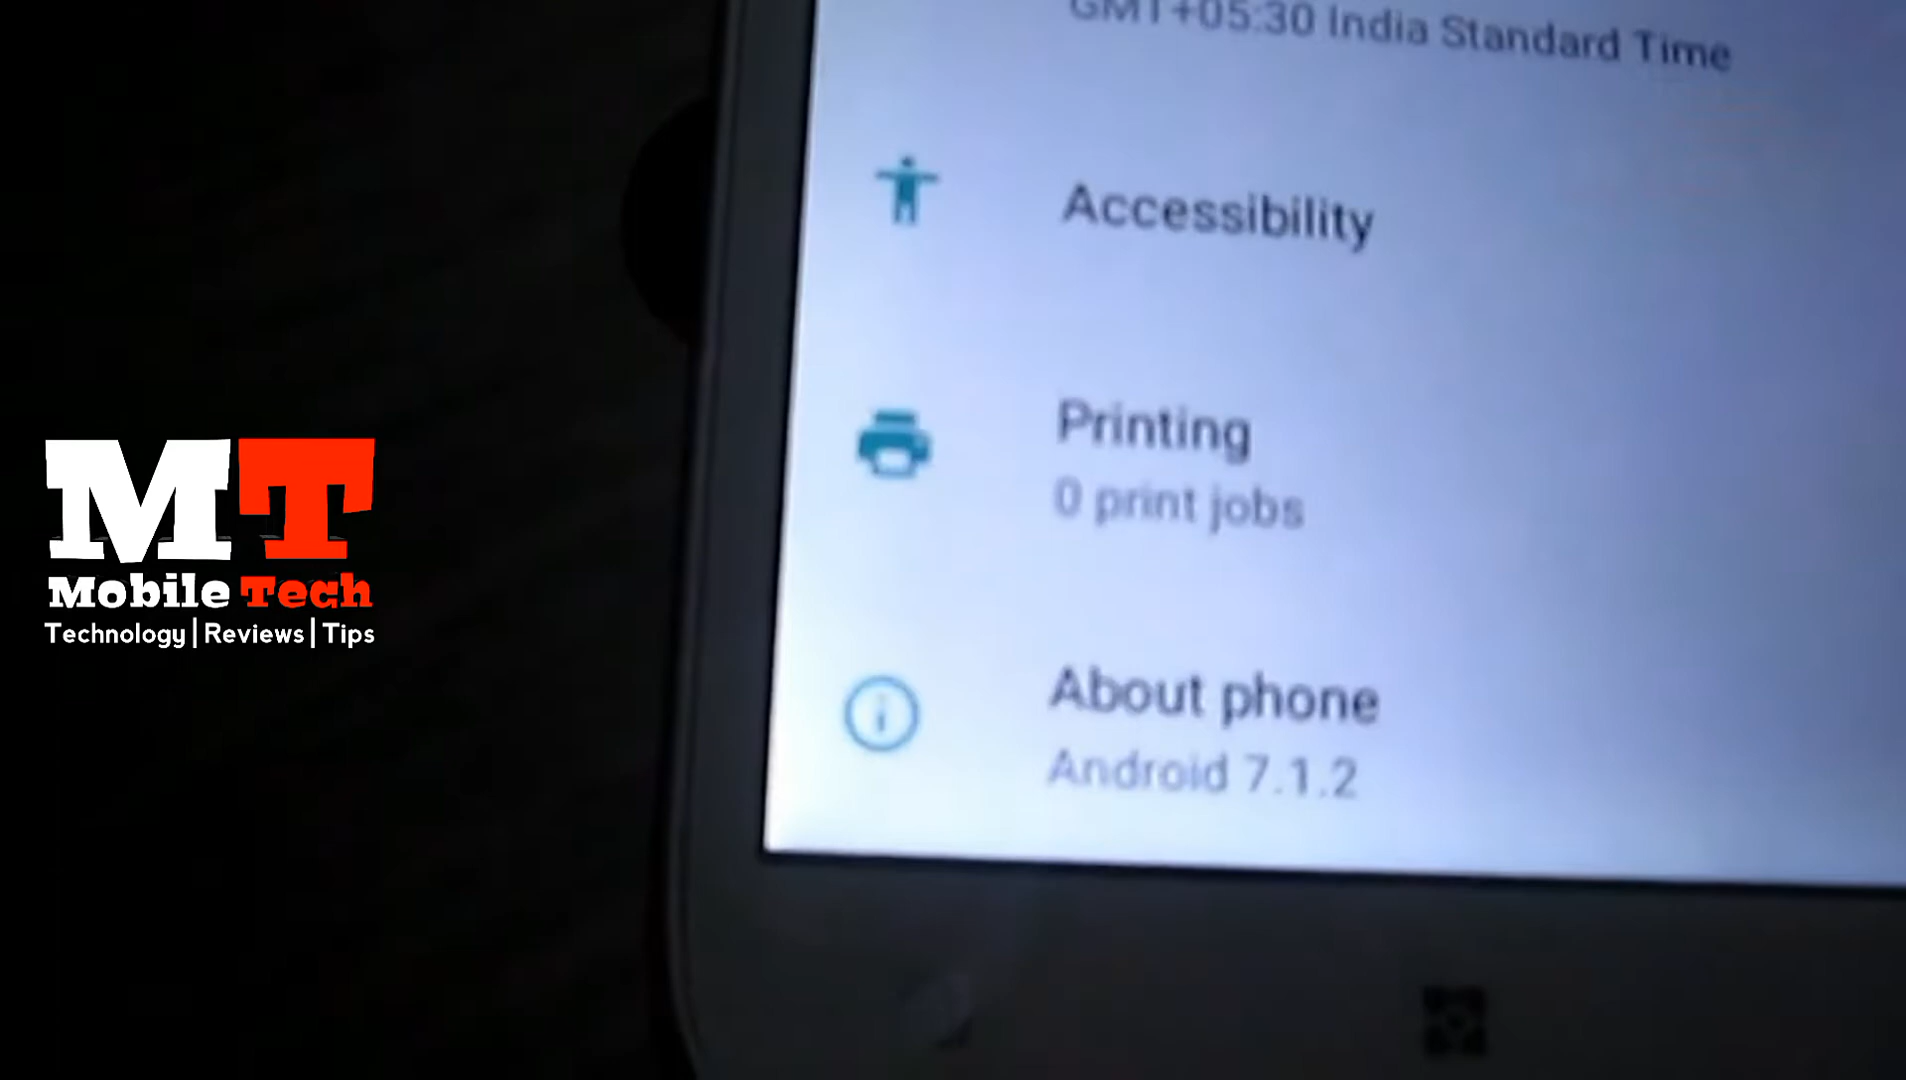 GMT+05:30 India Standard Time
Accessibility
Printing
0 print jobs
About phone
Android 7.1.2
MT
Mobile Tech
Technology|Reviews|Tips